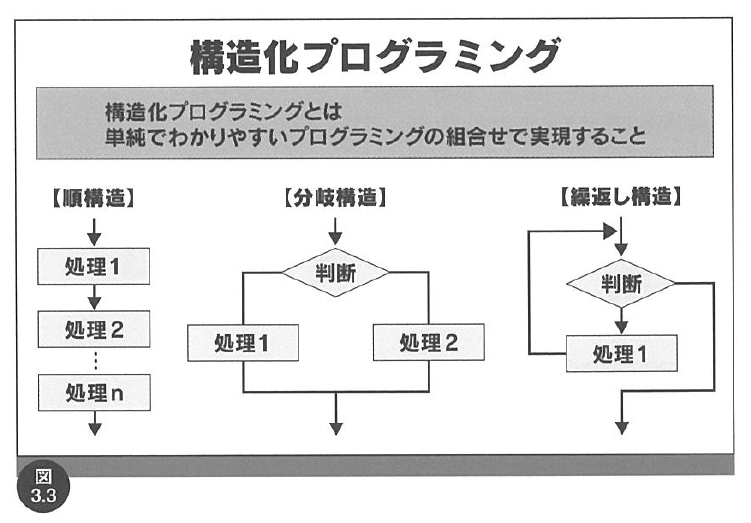 構造化プログラミング
構造化プログラミングとは
単純でわかりやすいプログラミングの組合せで実現すること
【順構造】
処理1
処理2
処理n
【分岐構造】
判断
処理1
処理2
【繰返し構造】
判断
処理1
図
3.3